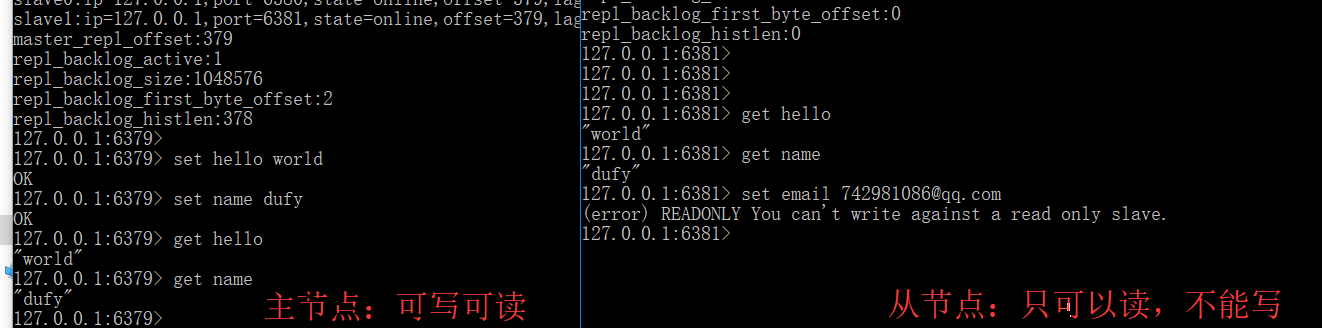 slave0:ip=127.0.0.1,port=6380,state=online,offset=379,lag
slave1:ip=127.0.0.1,port=6381,state=online,offset=379,lag
master_repl_offset:379
repl_backlog_active:1
repl_backlog_size:1048576
repl_backlog_first_byte_offset:2
repl_backlog_histlen:378
127.0.0.1:6379>
127.0.0.1:6379> set hello world
OK
127.0.0.1:6379> set name dufy
OK
127.0.0.1:6379> get hello
"world"
127.0.0.1:6379> get name
"dufy"
127.0.0.1:6379>
主节点：可写可读
repl_backlog_first_byte_offset:0
repl_backlog_histlen:0
127.0.0.1:6381>
127.0.0.1:6381>
127.0.0.1:6381>
127.0.0.1:6381> get hello
"world"
127.0.0.1:6381> get name
"dufy"
127.0.0.1:6381> set email 742981086@qq.com
(error) READONLY You can't write against a read only slave.
127.0.0.1:6381>
从节点：只可以读，不能写